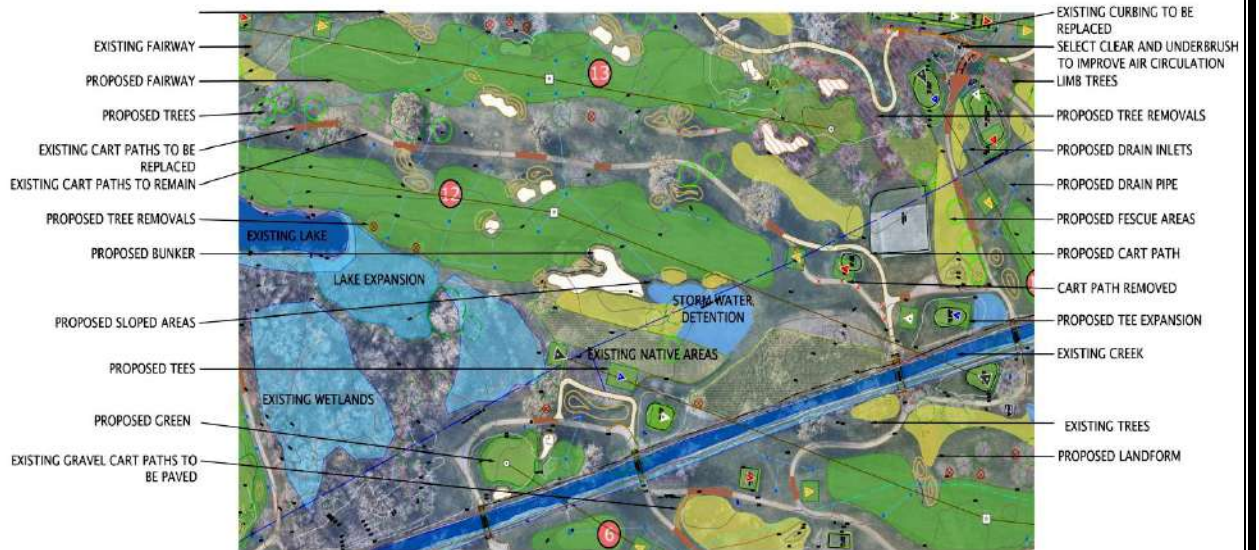 EXISTING FAIRWAY
PROPOSED FAIRWAY
PROPOSED TREES
EXISTING CART PATHS TO BE
REPLACED
EXISTING CART PATHS TO REMAIN
PROPOSED TREE REMOVALS
PROPOSED BUNKER
PROPOSED SLOPED AREAS
PROPOSED TEES
PROPOSED GREEN
EXISTING GRAVEL CART PATHS TO
BE PAVED
13
12
EXISTING LAKE
LAKE EXPANSION
STORM WATER
DETENTION
EXISTING NATIVE AREAS
EXISTING WETLANDS
6
EXISTING CURBING TO BE
REPLACED
SELECT CLEAR AND UNDERBRUSH
TO IMPROVE AIR CIRCULATION
LIMB TREES
PROPOSED TREE REMOVALS
PROPOSED DRAIN INLETS
PROPOSED DRAIN PIPE
PROPOSED FESCUE AREAS
PROPOSED CART PATH
CART PATH REMOVED
PROPOSED TEE EXPANSION
EXISTING CREEK
EXISTING TREES
PROPOSED LANDFORM